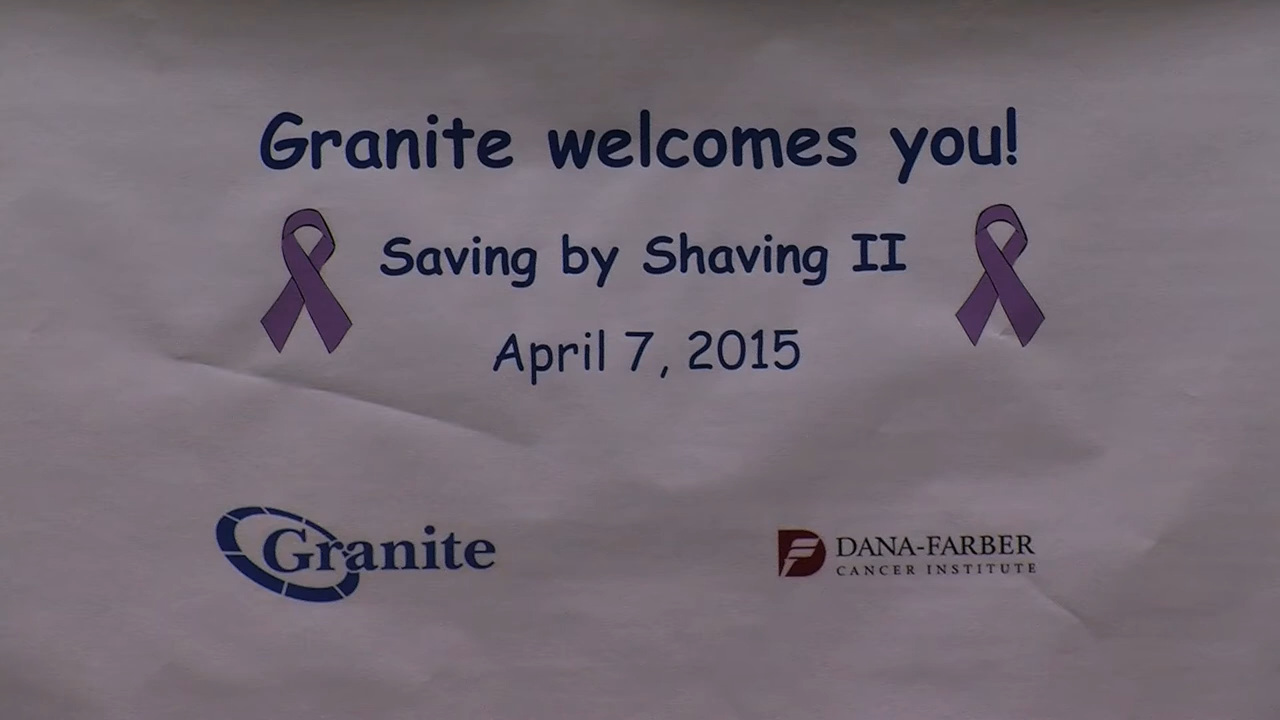 Granite welcomes you!
Saving by Shaving II
April 7, 2015
Granite
DANA-FARBER
CANCER INSTITUTE